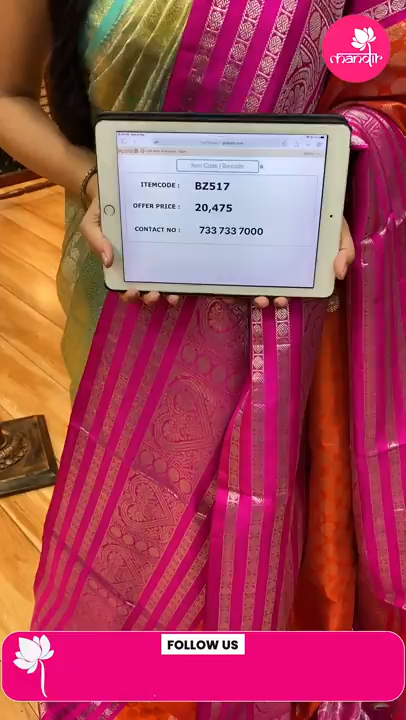 mandir
Item Code / Barcode
ITEMCODE : BZ517
OFFER PRICE : 20,475
CONTACT NO : 733 733 7000
FOLLOW US